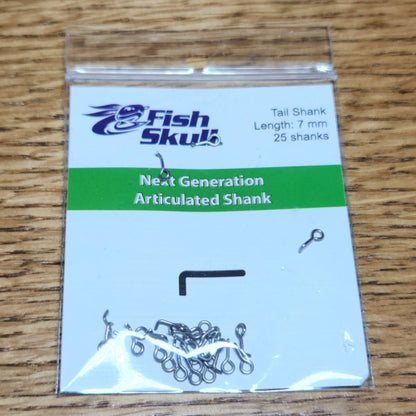 Fish
Skull
Tail Shank
Length: 7 mm
25 shanks
Next Generation
Articulated Shank